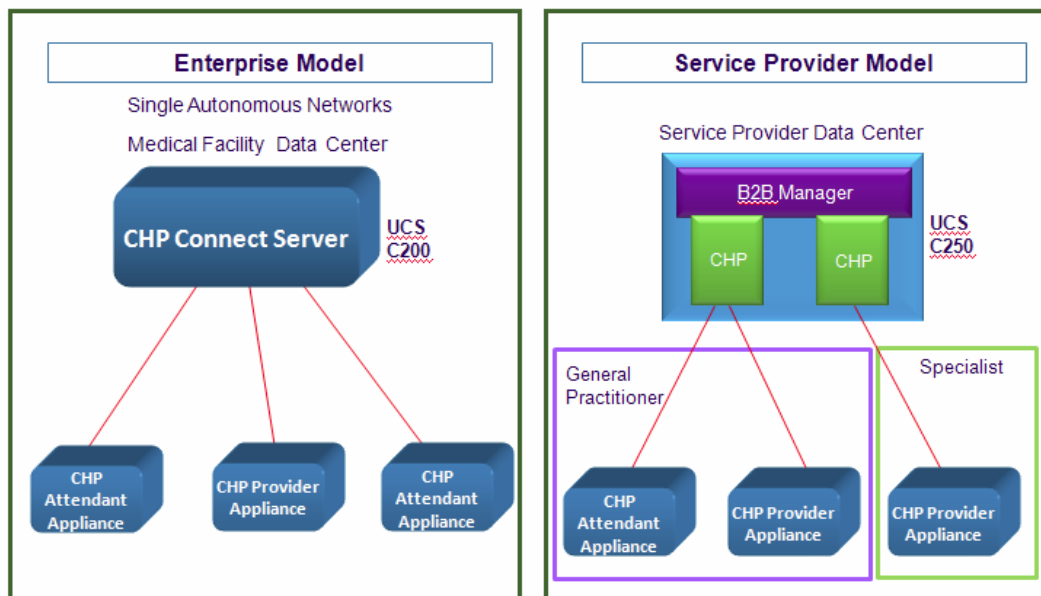 Enterprise Model
Single Autonomous Networks
Medical Facility Data Center
CHP Connect Server
UCS
C200
CHP
Attendant
Appliance
CHP Provider
Appliance
CHP
Attendant
Appliance
Service Provider Model
Service Provider Data Center
B2B Manager
CHP
CHP
UCS
C250
General
Practitioner
Specialist
CHP
Attendant
Appliance
CHP Provider
Appliance
CHP Provider
Appliance